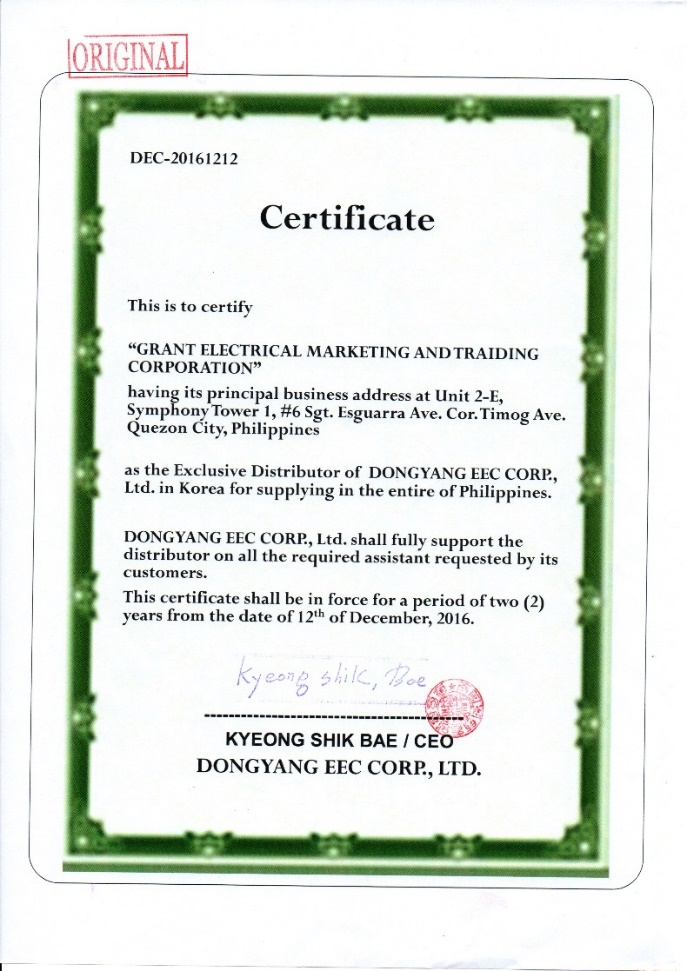 ORIGINAL
DEC-20161212
Certificate
This is to certify
“GRANT ELECTRICAL MARKETING AND TRAIDING
CORPORATION”
having its principal business address at Unit 2-E,
Symphony Tower 1, #6 Sgt. Esguarra Ave. Cor. Timog Ave.
Quezon City, Philippines
as the Exclusive Distributor of DONGYANG EEC CORP.,
Ltd. in Korea for supplying in the entire of Philippines.
DONGYANG EEC CORP., Ltd. shall fully support the
distributor on all the required assistant requested by its
customers.
This certificate shall be in force for a period of two (2)
years from the date of 12th of December, 2016.
Kyeong shik, Bae
KYEONG SHIK BAE / CEO
DONGYANG EEC CORP., LTD.